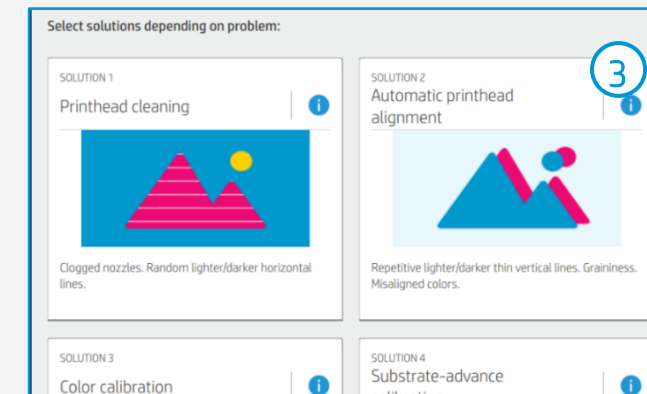 Select solutions depending on problem:
SOLUTION 1
Printhead cleaning
Clogged nozzles. Random lighter/darker horizontal
lines.
SOLUTION 2
3
Automatic printhead
alignment
Repetitive lighter/darker thin vertical lines. Graininess.
Misaligned colors.
SOLUTION 3
Color calibration
SOLUTION 4
Substrate-advance